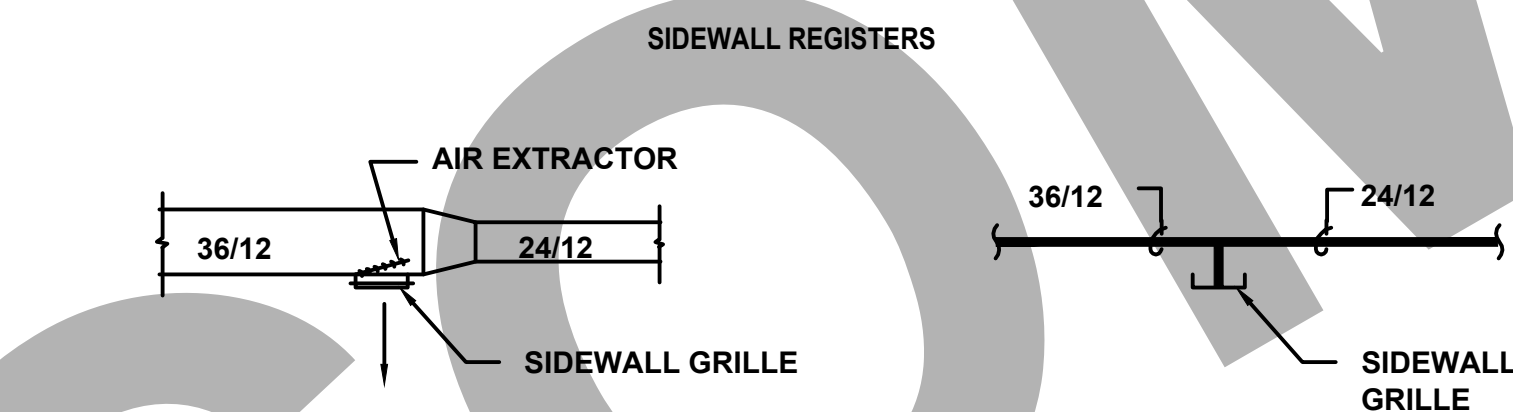 SIDEWALL REGISTERS
AIR EXTRACTOR
36/12
24/12
SIDEWALL GRILLE
36/12
24/12
SIDEWALL
GRILLE